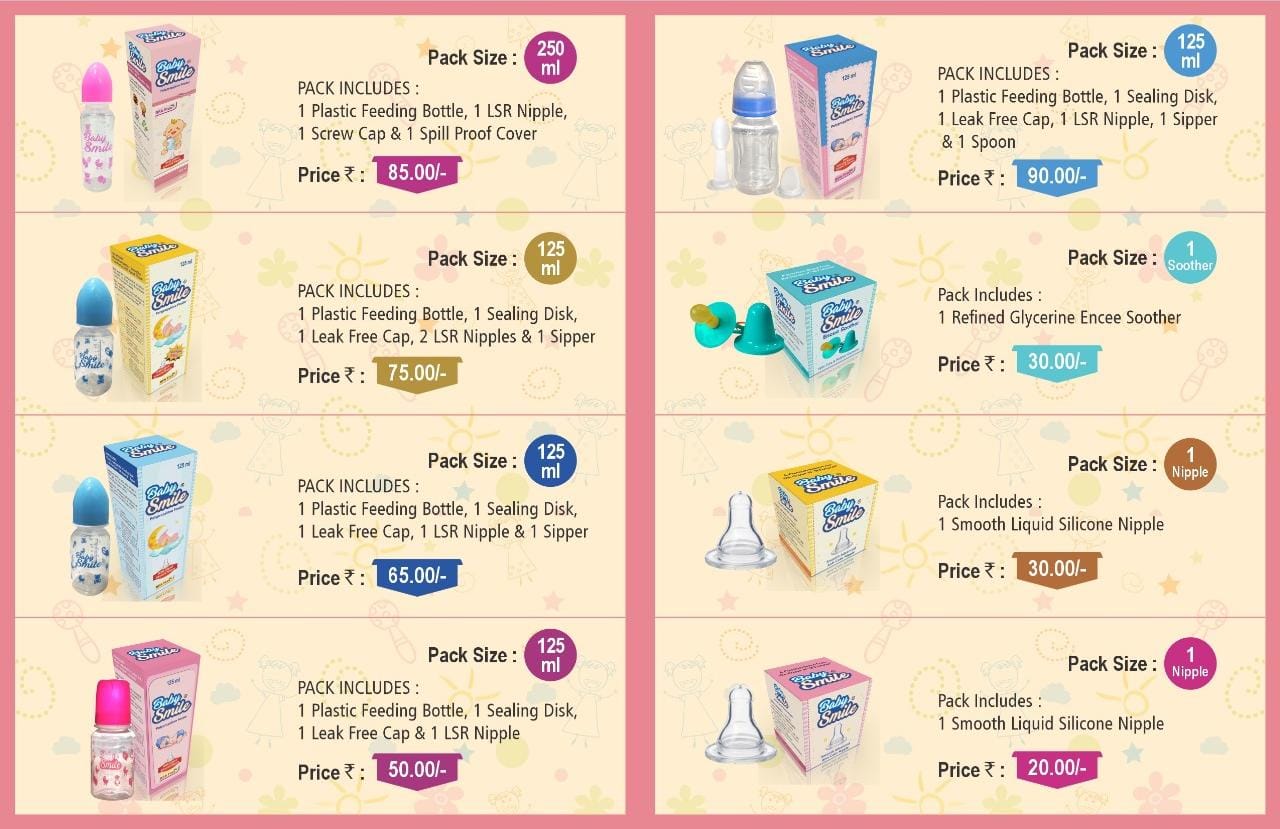 Baby
Smile
Pack Size : 250
ml
PACK INCLUDES :
1 Plastic Feeding Bottle, 1 LSR Nipple,
1 Screw Cap & 1 Spill Proof Cover
Price ₹ : 85.00/-
Baby
Smile
125 ml
Pack Size : 125
ml
PACK INCLUDES :
1 Plastic Feeding Bottle, 1 Sealing Disk,
1 Leak Free Cap, 2 LSR Nipples & 1 Sipper
Price ₹ : 75.00/-
Baby
Smile
125 ml
Pack Size : 125
ml
PACK INCLUDES :
1 Plastic Feeding Bottle, 1 Sealing Disk,
1 Leak Free Cap, 1 LSR Nipple & 1 Sipper
Price ₹ : 65.00/-
Baby
Smile
125 ml
Pack Size : 125
ml
PACK INCLUDES :
1 Plastic Feeding Bottle, 1 Sealing Disk,
1 Leak Free Cap & 1 LSR Nipple
Price ₹ : 50.00/-
Baby
Smile
125 ml
Pack Size : 125
ml
PACK INCLUDES :
1 Plastic Feeding Bottle, 1 Sealing Disk,
1 Leak Free Cap, 1 LSR Nipple, 1 Sipper
& 1 Spoon
Price ₹ : 90.00/-
Baby
Smile
Pack Size : 1
Soother
Pack Includes :
1 Refined Glycerine Encee Soother
Price ₹ : 30.00/-
Baby
Smile
Pack Size : 1
Nipple
Pack Includes :
1 Smooth Liquid Silicone Nipple
Price ₹ : 30.00/-
Baby
Smile
Pack Size : 1
Nipple
Pack Includes :
1 Smooth Liquid Silicone Nipple
Price ₹ : 20.00/-